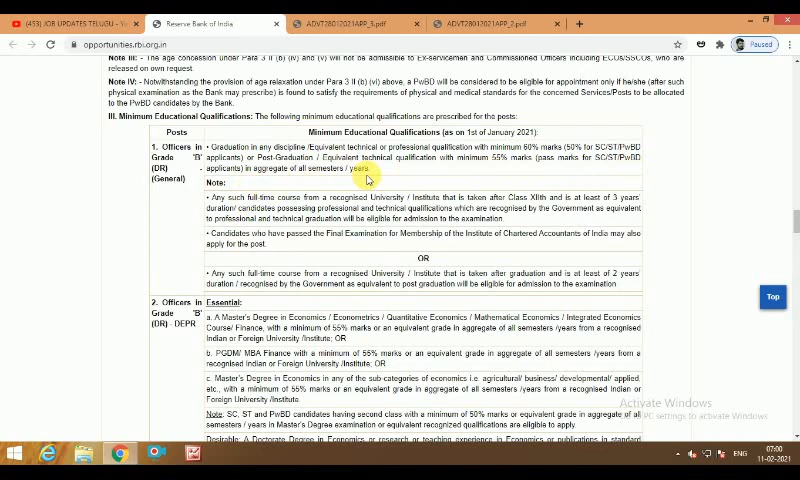 (453) JOB UPDATES TELUGU - Yo
Reserve Bank of India
ADVT28012021APP_3.pdf
ADVT28012021APP_2.pdf
opportunities.rbi.org.in
Paused
Note III: - The age concession under Para 3 II (b) (iv) and (v) will not be admissible to Ex-servicemen and Commissioned Officers including ECOs/SSCOs, who are
released on own request.
Note IV: - Notwithstanding the provision of age relaxation under Para 3 II (b) (vi) above, a PwBD will be considered to be eligible for appointment only if he/she (after such
physical examination as the Bank may prescribe) is found to satisfy the requirements of physical and medical standards for the concerned Services/Posts to be allocated
to the PwBD candidates by the Bank.
III. Minimum Educational Qualifications: The following minimum educational qualifications are prescribed for the posts:
Posts
Minimum Educational Qualifications (as on 1st of January 2021):
1. Officers in
Grade 'B'
(DR) -
(General)
• Graduation in any discipline /Equivalent technical or professional qualification with minimum 60% marks (50% for SC/ST/PwBD
applicants) or Post-Graduation / Equivalent technical qualification with minimum 55% marks (pass marks for SC/ST/PwBD
applicants) in aggregate of all semesters / years.
Note:
• Any such full-time course from a recognised University / Institute that is taken after Class XIIth and is at least of 3 years'
duration/ candidates possessing professional and technical qualifications which are recognised by the Government as equivalent
to professional and technical graduation will be eligible for admission to the examination.
• Candidates who have passed the Final Examination for Membership of the Institute of Chartered Accountants of India may also
apply for the post.
OR
• Any such full-time course from a recognised University / Institute that is taken after graduation and is at least of 2 years'
duration / recognised by the Government as equivalent to post graduation will be eligible for admission to the examination
Top
2. Officers in
Grade 'B'
(DR) - DEPR
Essential:
a. A Master's Degree in Economics / Econometrics / Quantitative Economics / Mathematical Economics / Integrated Economics
Course/ Finance, with a minimum of 55% marks or an equivalent grade in aggregate of all semesters /years from a recognised
Indian or Foreign University /Institute; OR
b. PGDM/ MBA Finance with a minimum of 55% marks or an equivalent grade in aggregate of all semesters /years from a
recognised Indian or Foreign University /Institute; OR
c. Master's Degree in Economics in any of the sub-categories of economics i.e. agricultural/ business/ developmental/ applied,
etc., with a minimum of 55% marks or an equivalent grade in aggregate of all semesters /years from a recognised Indian or
Foreign University /Institute.
Activate Windows
Note: SC, ST and PwBD candidates having second class with a minimum of 50% marks or equivalent grade in aggregate of all
semesters / years in Master's Degree examination or equivalent recognized qualifications are eligible to apply.
PC settings to activate Windows
Desirable: A Doctorate Degree in Economics or research or teaching experience in Economics or publications in standard
ENG
07:00
11-02-2021